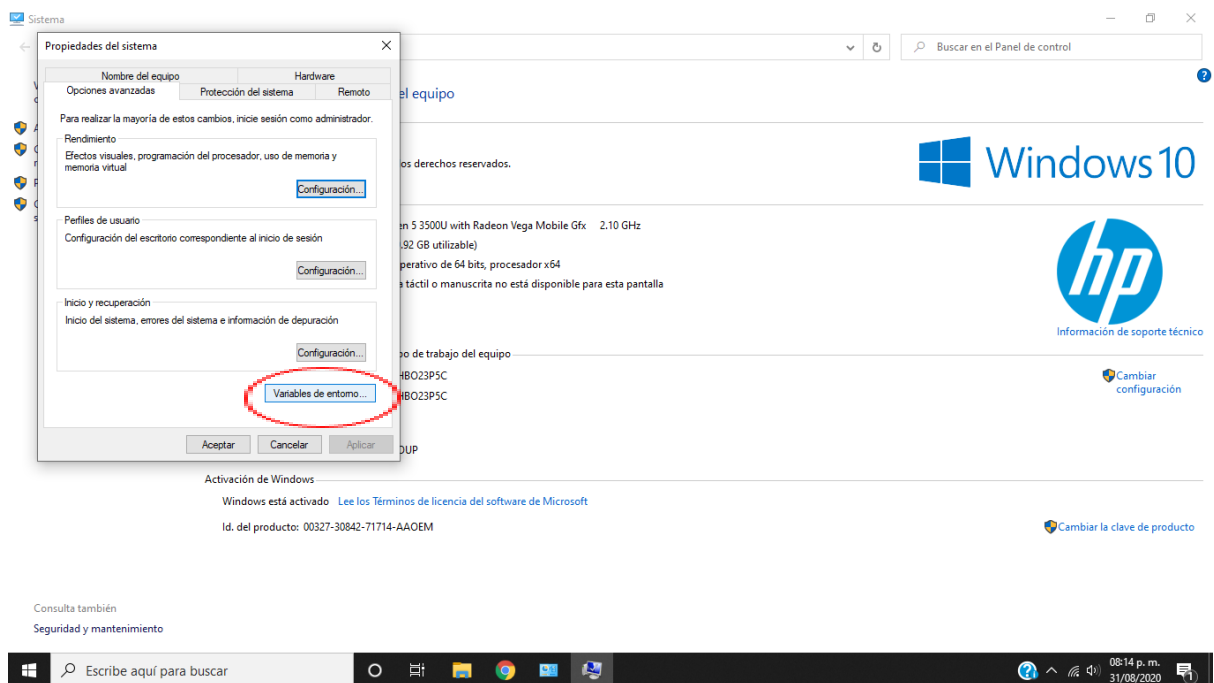 Sistema
Propiedades del sistema
Nombre del equipo
Hardware
Opciones avanzadas
Protección del sistema
Remoto
Para realizar la mayoría de estos cambios, inicie sesión como administrador.
Rendimiento
Efectos visuales, programación del procesador, uso de memoria y
memoria virtual
Configuración...
Perfiles de usuario
Configuración del escritorio correspondiente al inicio de sesión
Configuración...
Inicio y recuperación
Inicio del sistema, errores del sistema e información de depuración
Configuración...
Variables de entorno...
Aceptar
Cancelar
Aplicar
Buscar en el Panel de control
el equipo
os derechos reservados.
Windows 10
en 5 3500U with Radeon Vega Mobile Gfx 2.10 GHz
.92 GB utilizable)
perativo de 64 bits, procesador x64
a táctil o manuscrita no está disponible para esta pantalla
hp
Información de soporte técnico
po de trabajo del equipo
HBO23P5C
HBO23P5C
Cambiar
configuración
OUP
Activación de Windows
Windows está activado Lee los Términos de licencia del software de Microsoft
Id. del producto: 00327-30842-71714-AAOEM
Cambiar la clave de producto
Consulta también
Seguridad y mantenimiento
Escribe aquí para buscar
08:14 p. m.
31/08/2020